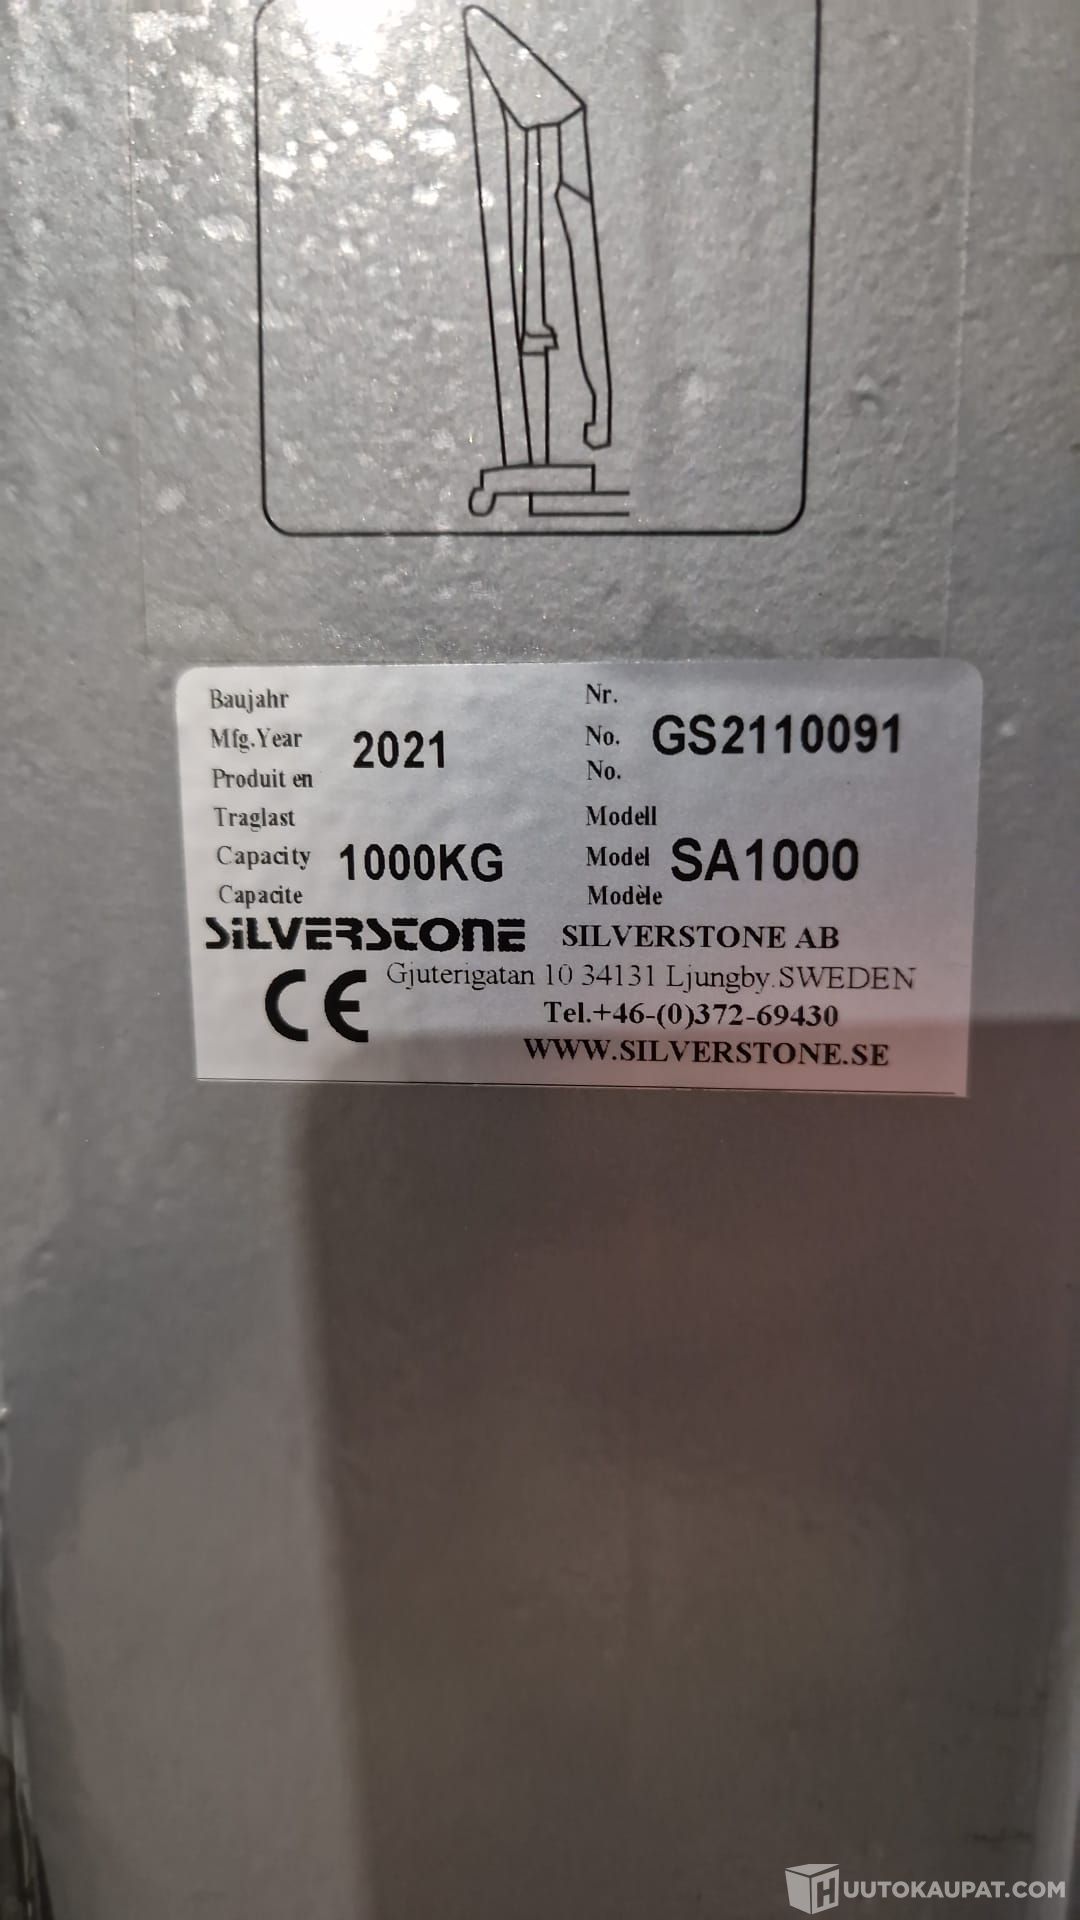 Baujahr
Mfg.Year 2021
Produit en
Nr.
No. GS2110091
No.
Traglast
Capacity 1000KG
Capacite
Modell
Model SA1000
Modèle
SiLVERSTONE SILVERSTONE AB
CE Gjuterigatan 10 34131 Ljungby.SWEDEN
Tel.+46-(0)372-69430
WWW.SILVERSTONE.SE
HUUTOKAUPAT.COM